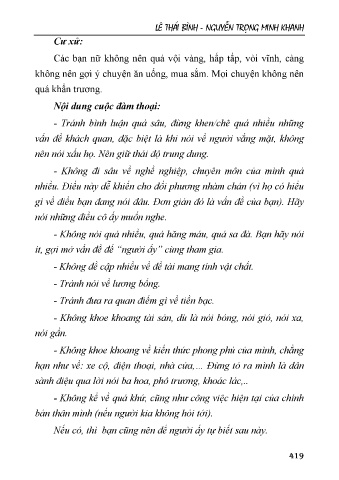 LÊ THÁI BÌNH - NGUYỄN TRỌNG MINH KHANH
Cư xử:
Các bạn nữ không nên quá vội vàng, hấp tấp, vòi vĩnh, càng
không nên gợi ý chuyện ăn uống, mua sắm. Mọi chuyện không nên
quá khẩn trương.
Nội dung cuộc đàm thoại:
- Tránh bình luận quá sâu, đừng khen/chê quá nhiều những
vấn đề khách quan, đặc biệt là khi nói về người vắng mặt, không
nên nói xấu họ. Nên giữ thái độ trung dung.
- Không đi sâu về nghề nghiệp, chuyên môn của mình quá
nhiều. Điều này dễ khiến cho đối phương nhàm chán (vì họ có hiểu
gì về điều bạn đang nói đâu. Đơn giản đó là vấn đề của bạn). Hãy
nói những điều cô ấy muốn nghe.
- Không nói quá nhiều, quá hăng máu, quá sa đà. Bạn hãy nói
ít, gợi mở vấn đề để “người ấy” cùng tham gia.
- Không đề cập nhiều về đề tài mang tính vật chất.
- Tránh nói về lương bổng.
- Tránh đưa ra quan điểm gì về tiền bạc.
- Không khoe khoang tài sản, dù là nói bóng, nói gió, nói xa,
nói gần.
- Không khoe khoang về kiến thức phong phú của mình, chẳng
hạn như về: xe cộ, điện thoại, nhà cửa,... Đừng tỏ ra mình là dân
sành điệu qua lời nói ba hoa, phô trương, khoác lác,..
- Không kể về quá khứ, cũng như công việc hiện tại của chính
bản thân mình (nếu người kia không hỏi tới).
Nếu có, thì bạn cũng nên để người ấy tự biết sau này.
419